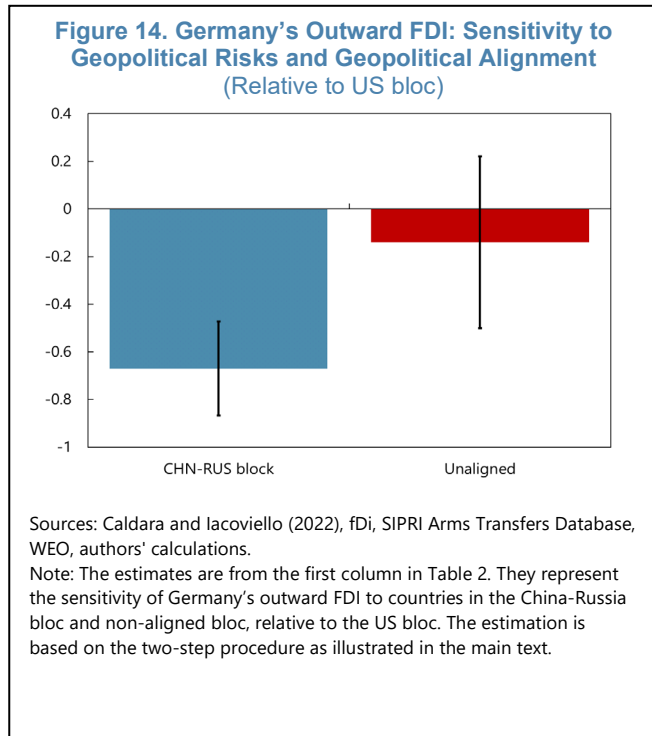 Figure 14. Germany’s Outward FDI: Sensitivity to
Geopolitical Risks and Geopolitical Alignment
(Relative to US bloc)
0.4
0.2
0
-0.2
-0.4
-0.6
-0.8
-1
CHN-RUS block
Unaligned
Sources: Caldara and Iacoviello (2022), fDi, SIPRI Arms Transfers Database,
WEO, authors' calculations.
Note: The estimates are from the first column in Table 2. They represent
the sensitivity of Germany’s outward FDI to countries in the China-Russia
bloc and non-aligned bloc, relative to the US bloc. The estimation is
based on the two-step procedure as illustrated in the main text.